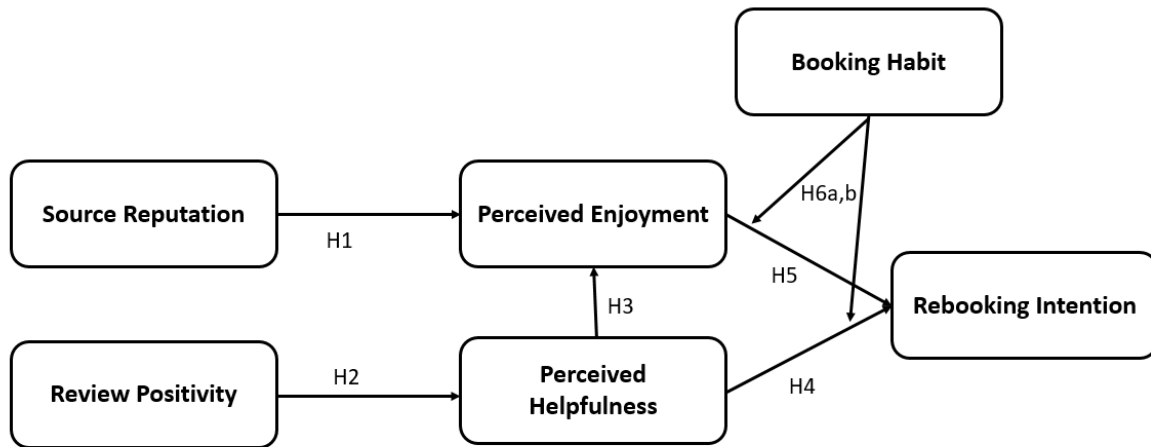 Booking Habit
Source Reputation
H1
Perceived Enjoyment
H6a,b
H5
Rebooking Intention
H3
Review Positivity
H2
Perceived
Helpfulness
H4